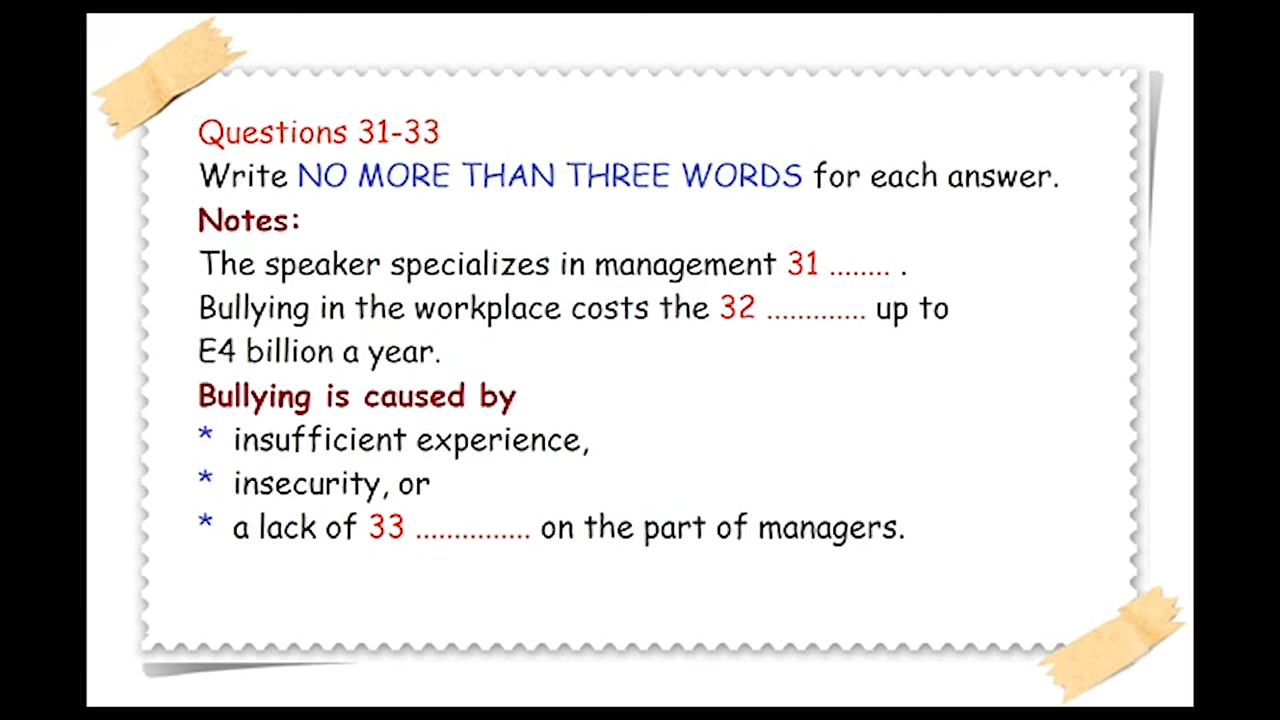 Questions 31-33
Write NO MORE THAN THREE WORDS for each answer.
Notes:
The speaker specializes in management 31 ........ .
Bullying in the workplace costs the 32 ............. up to
E4 billion a year.
Bullying is caused by
* insufficient experience,
* insecurity, or
* a lack of 33 ............... on the part of managers.